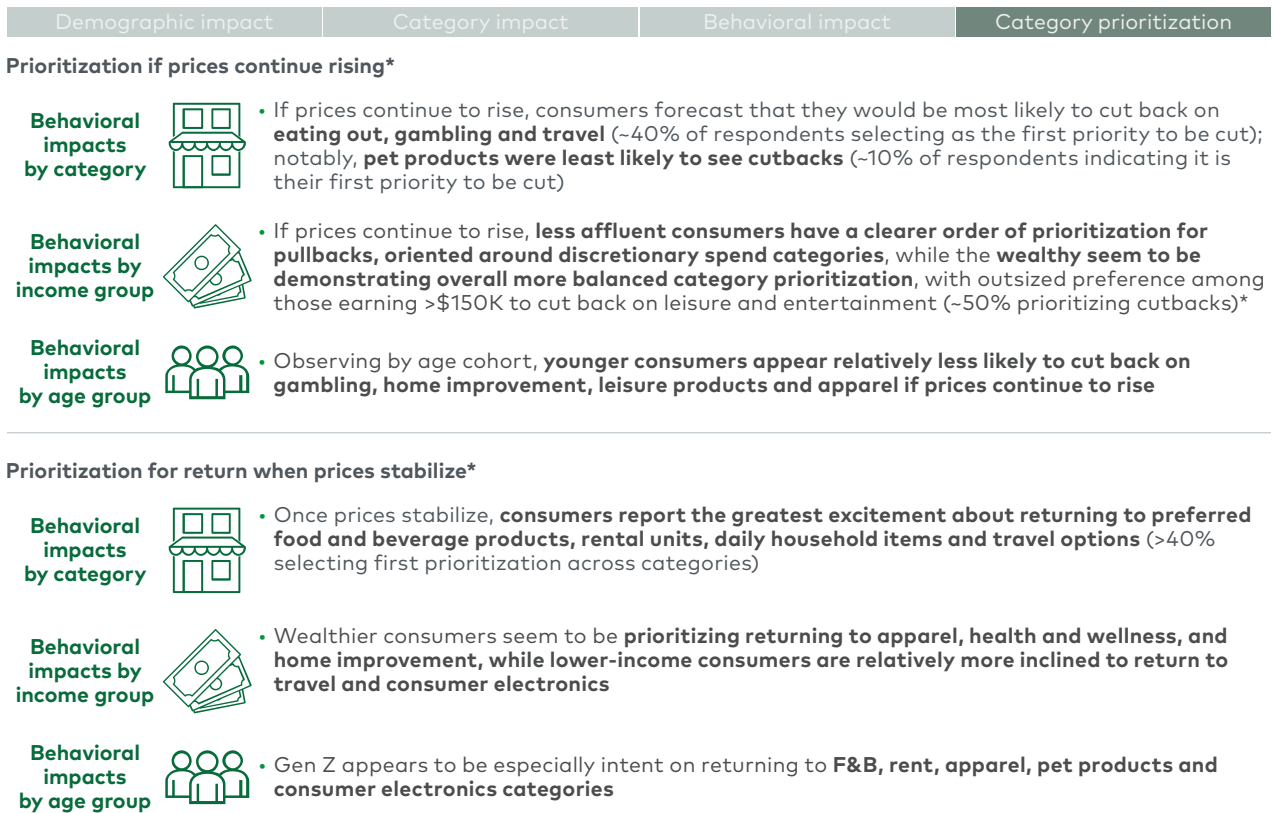 Demographic impact
Category impact
Behavioral impact
Category prioritization
Prioritization if prices continue rising*
Behavioral
impacts
by category
• If prices continue to rise, consumers forecast that they would be most likely to cut back on
eating out, gambling and travel (~40% of respondents selecting as the first priority to be cut);
notably, pet products were least likely to see cutbacks (~10% of respondents indicating it is
their first priority to be cut)
Behavioral
impacts by
income group
• If prices continue to rise, less affluent consumers have a clearer order of prioritization for
pullbacks, oriented around discretionary spend categories, while the wealthy seem to be
demonstrating overall more balanced category prioritization, with outsized preference among
those earning >$150K to cut back on leisure and entertainment (~50% prioritizing cutbacks)*
Behavioral
impacts
by age group
• Observing by age cohort, younger consumers appear relatively less likely to cut back on
gambling, home improvement, leisure products and apparel if prices continue to rise
Prioritization for return when prices stabilize*
Behavioral
impacts
by category
• Once prices stabilize, consumers report the greatest excitement about returning to preferred
food and beverage products, rental units, daily household items and travel options (>40%
selecting first prioritization across categories)
Behavioral
impacts by
income group
• Wealthier consumers seem to be prioritizing returning to apparel, health and wellness, and
home improvement, while lower-income consumers are relatively more inclined to return to
travel and consumer electronics
Behavioral
impacts
by age group
• Gen Z appears to be especially intent on returning to F&B, rent, apparel, pet products and
consumer electronics categories